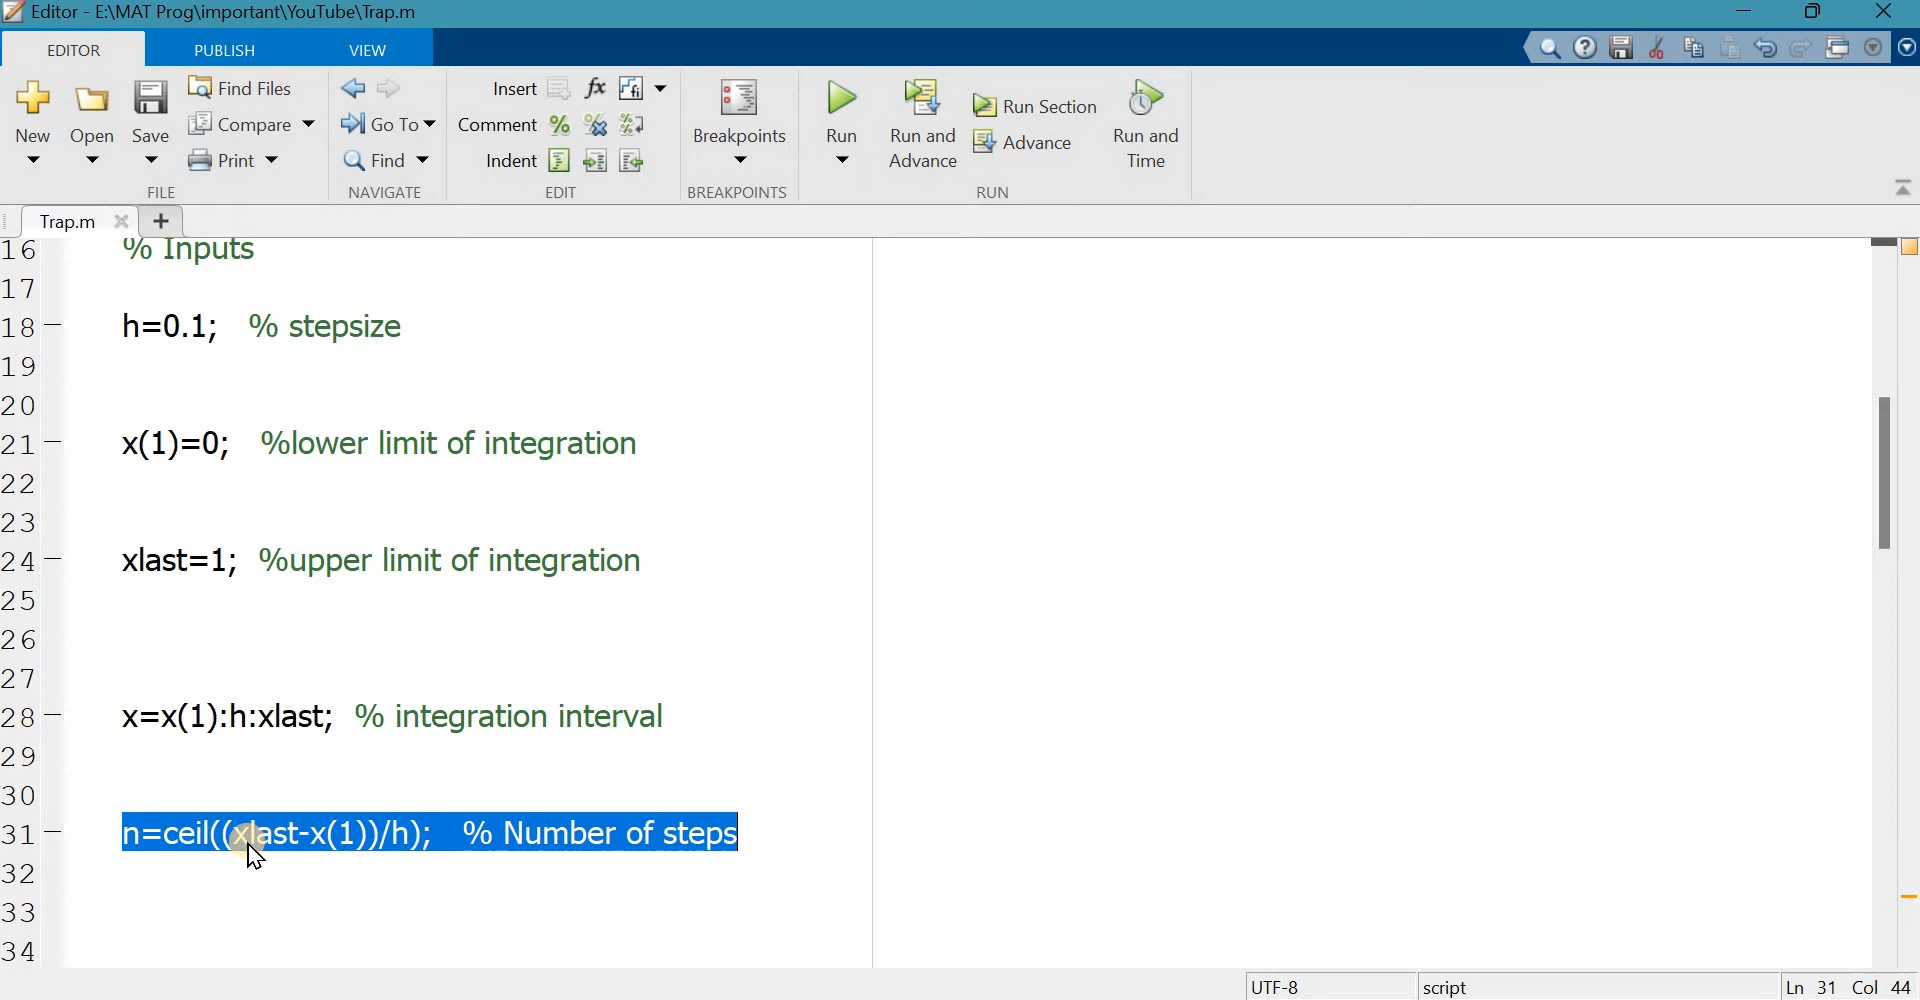 Editor - E:\MAT Prog\important\YouTube\Trap.m
EDITOR PUBLISH VIEW
New
Open
Save
Find Files
Compare
Print
FILE
Go To
Find
NAVIGATE
Insert
Comment
Indent
EDIT
Breakpoints
BREAKPOINTS
Run
Run and
Advance
Run Section
Advance
Run and
Time
RUN
Trap.m
16 % Inputs
17
18 h=0.1; % stepsize
19
20
21 x(1)=0; %lower limit of integration
22
23
24 xlast=1; %upper limit of integration
25
26
27
28 x=x(1):h:xlast; % integration interval
29
30
31 n=ceil((xlast-x(1))/h); % Number of steps
32
33
34
UTF-8 script Ln 31 Col 44